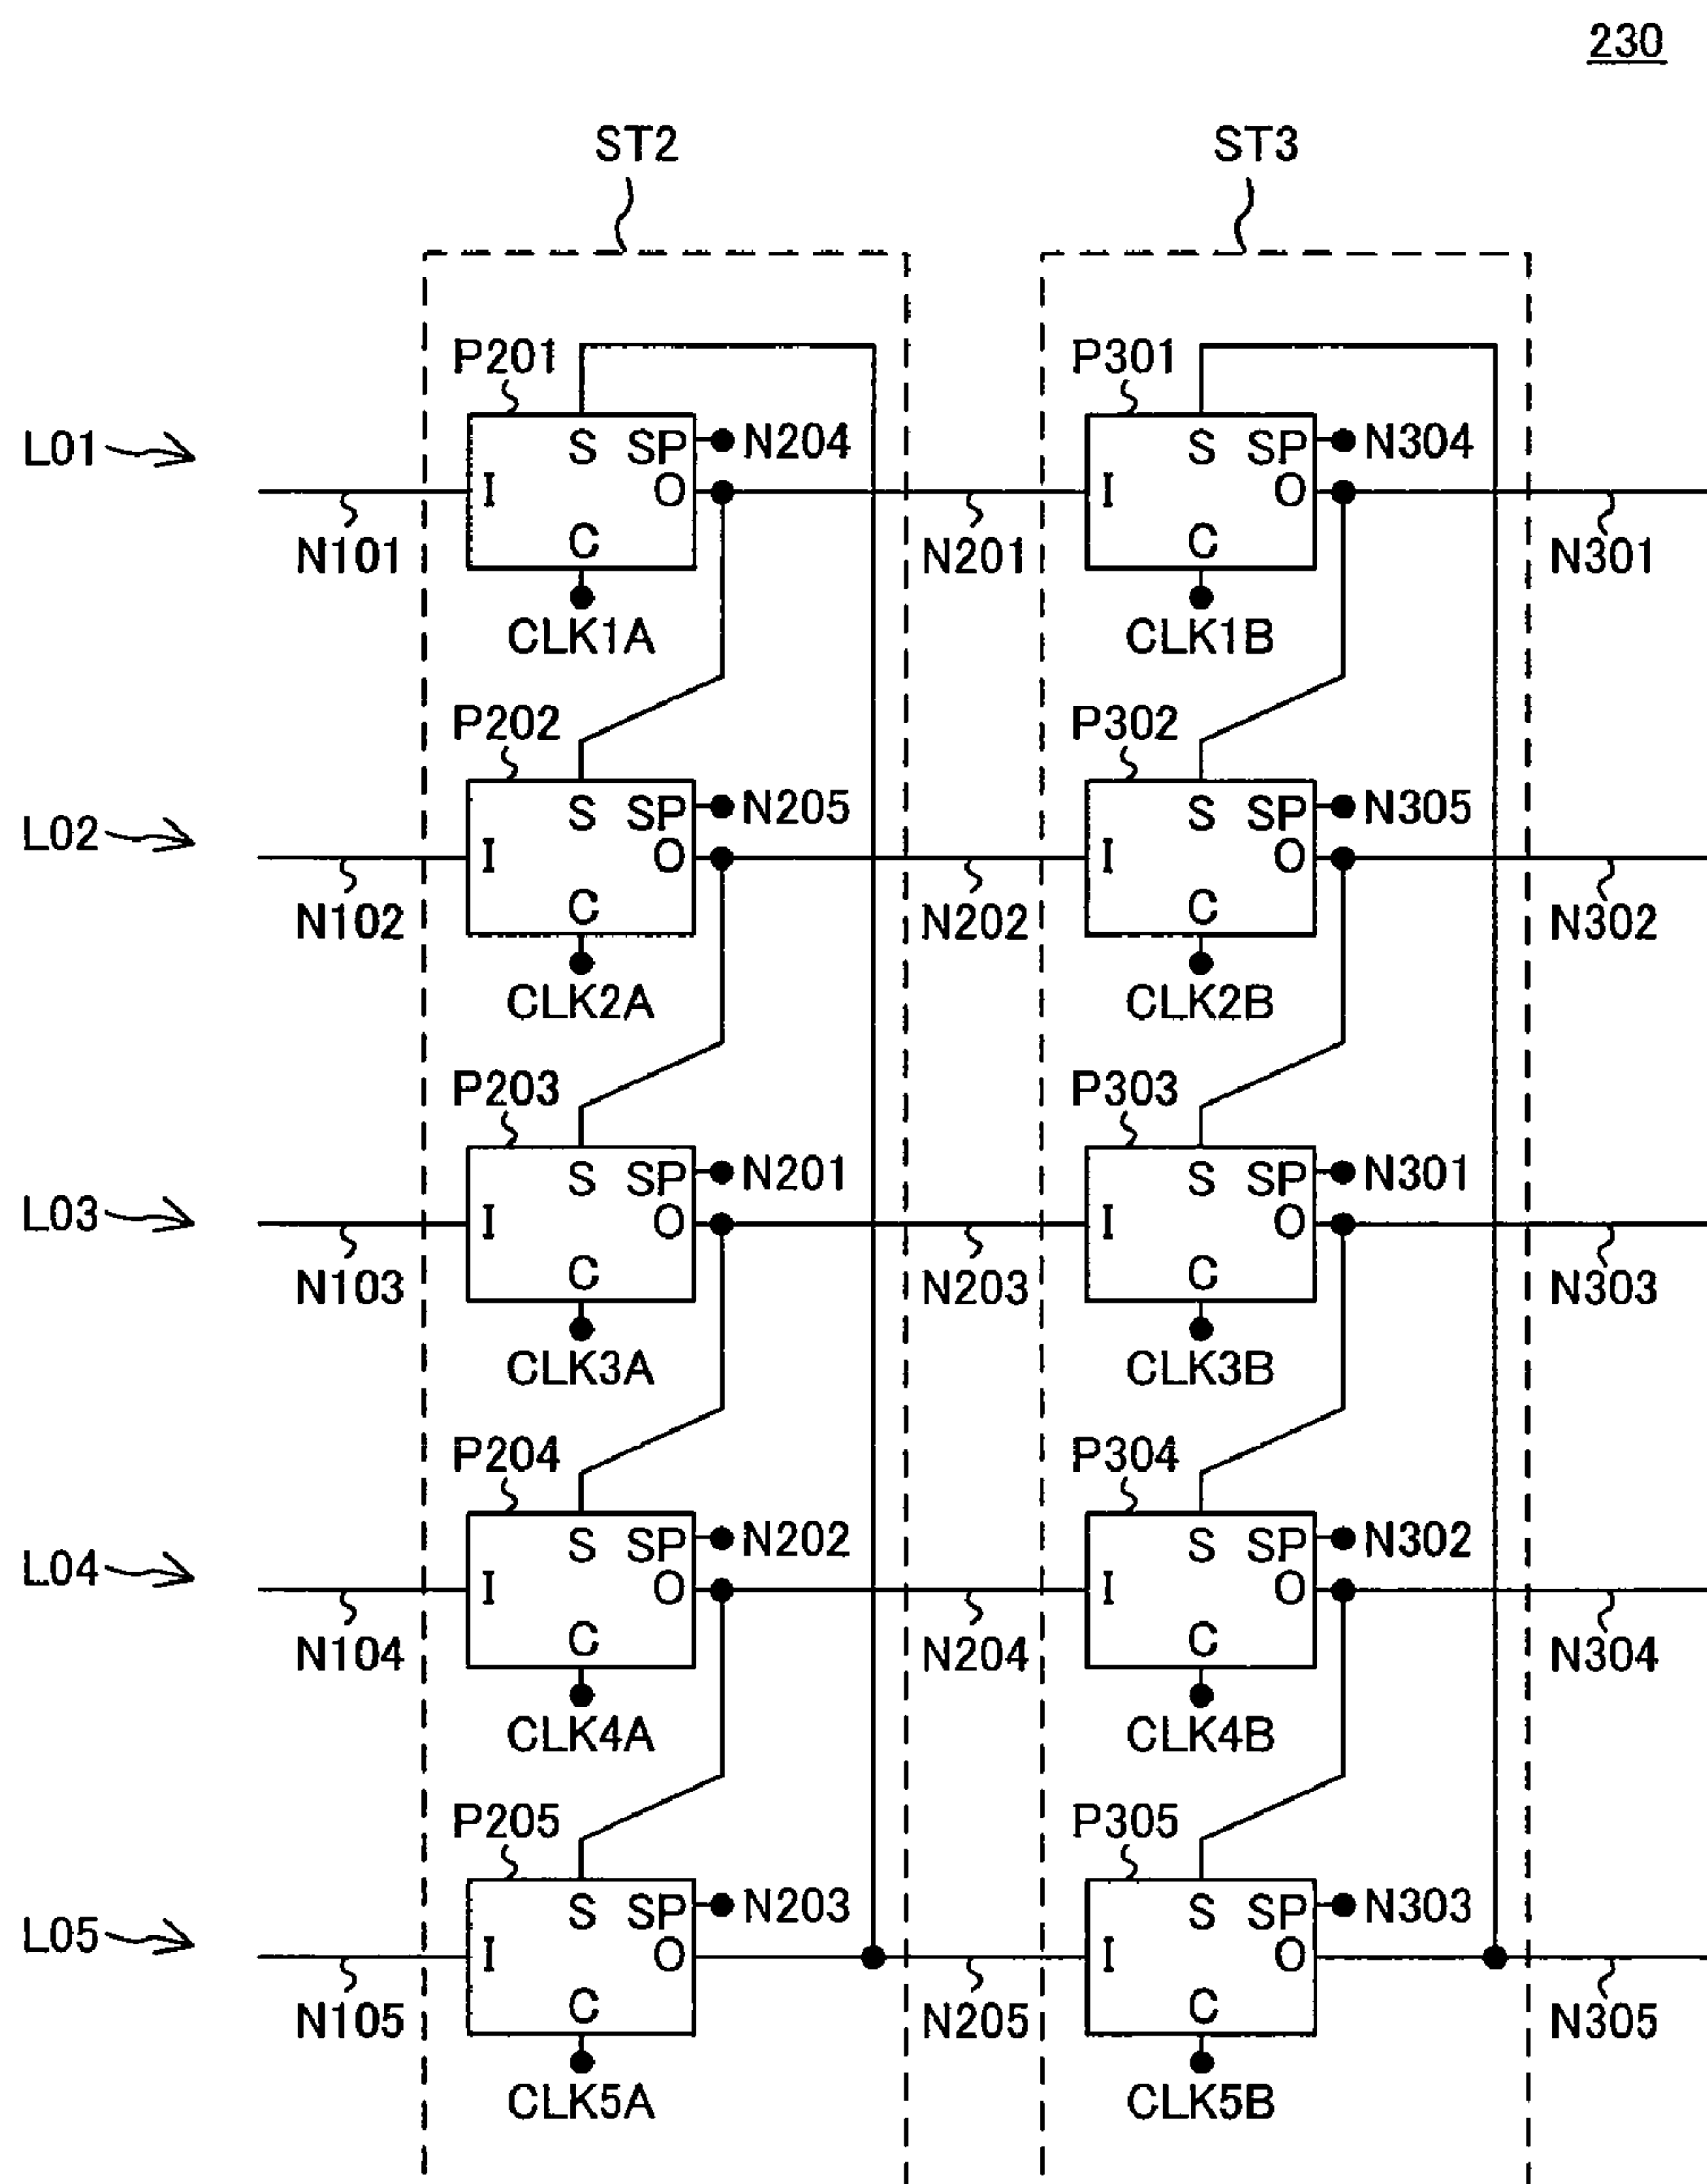 230
ST2 ST3
P201 P301
L01 S SP N204 S SP N304
I O I O
N101 C N201 C N301
CLK1A CLK1B
P202 P302
L02 S SP N205 S SP N305
I O I O
N102 C N202 C N302
CLK2A CLK2B
P203 P303
L03 S SP N201 S SP N301
I O I O
N103 C N203 C N303
CLK3A CLK3B
P204 P304
L04 S SP N202 S SP N302
I O I O
N104 C N204 C N304
CLK4A CLK4B
P205 P305
L05 S SP N203 S SP N303
I O I O
N105 C N205 C N305
CLK5A CLK5B